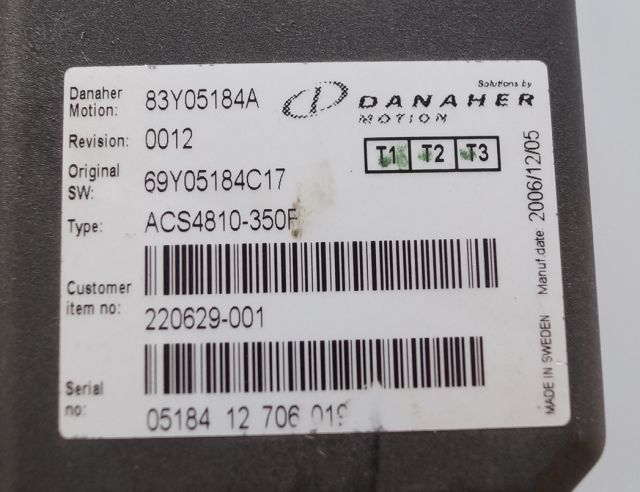 Danaher Motion: 83Y05184A
Solutions by
DANAHER
MOTION
Revision: 0012
T1 T2 T3
Original SW: 69Y05184C17
Type: ACS4810-350F
Customer item no: 220629-001
Serial no: 05184 12 706 019
MADE IN SWEDEN Manuf.date 2006/12/05